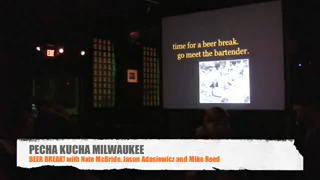 time for a beer break.
go meet the bartender.
EXIT
PECHA KUCHA MILWAUKEE
BEER BREAK! with Nate McBride, Jason Adasiewicz and Mike Reed